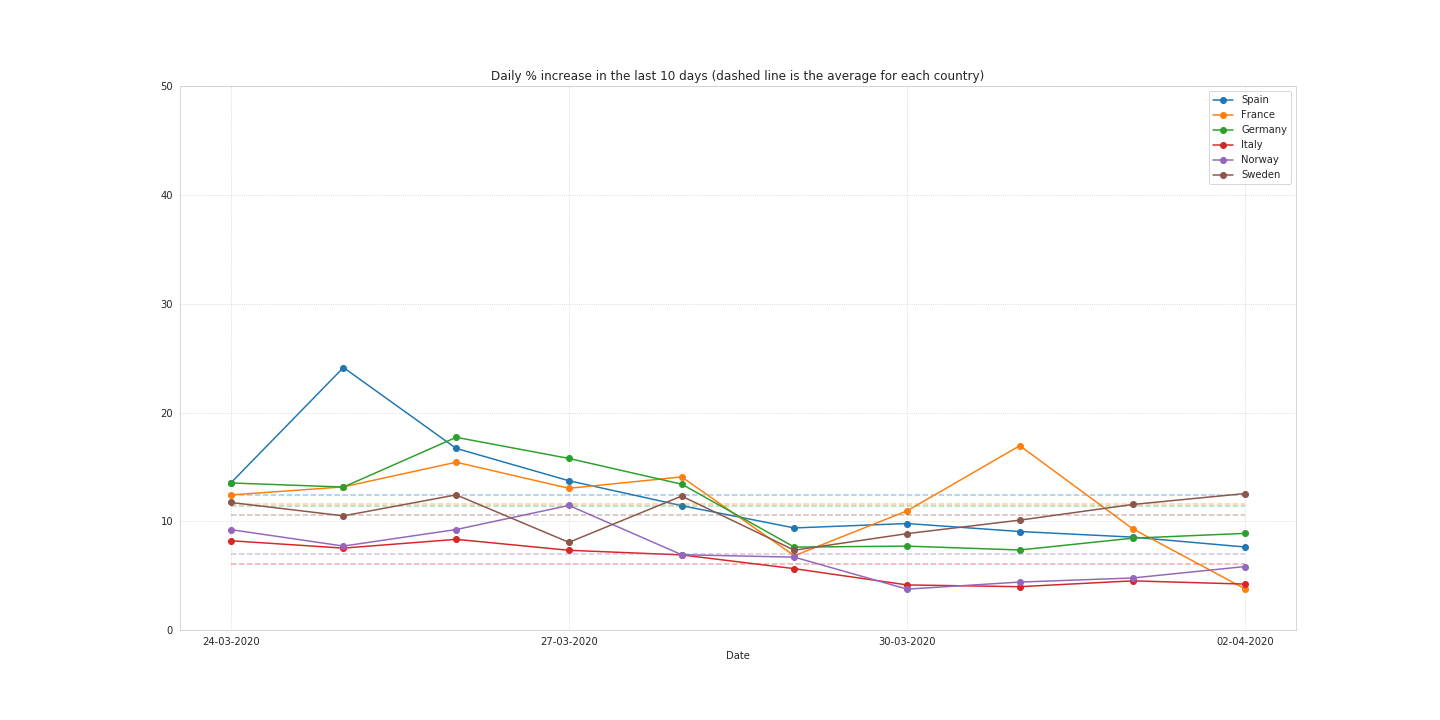 Daily % increase in the last 10 days (dashed line is the average for each country)
50
40
30
20
10
0
Spain
France
Germany
Italy
Norway
Sweden
24-03-2020 27-03-2020 30-03-2020 02-04-2020
Date